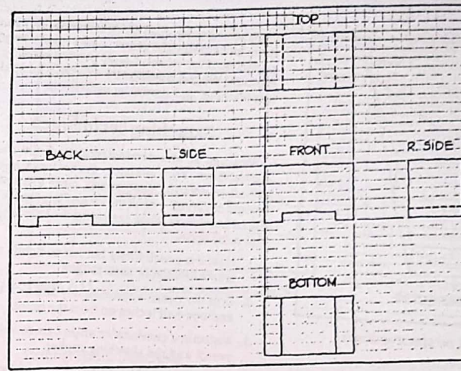 TOP
BACK
L. SIDE
FRONT
R. SIDE
BOTTOM